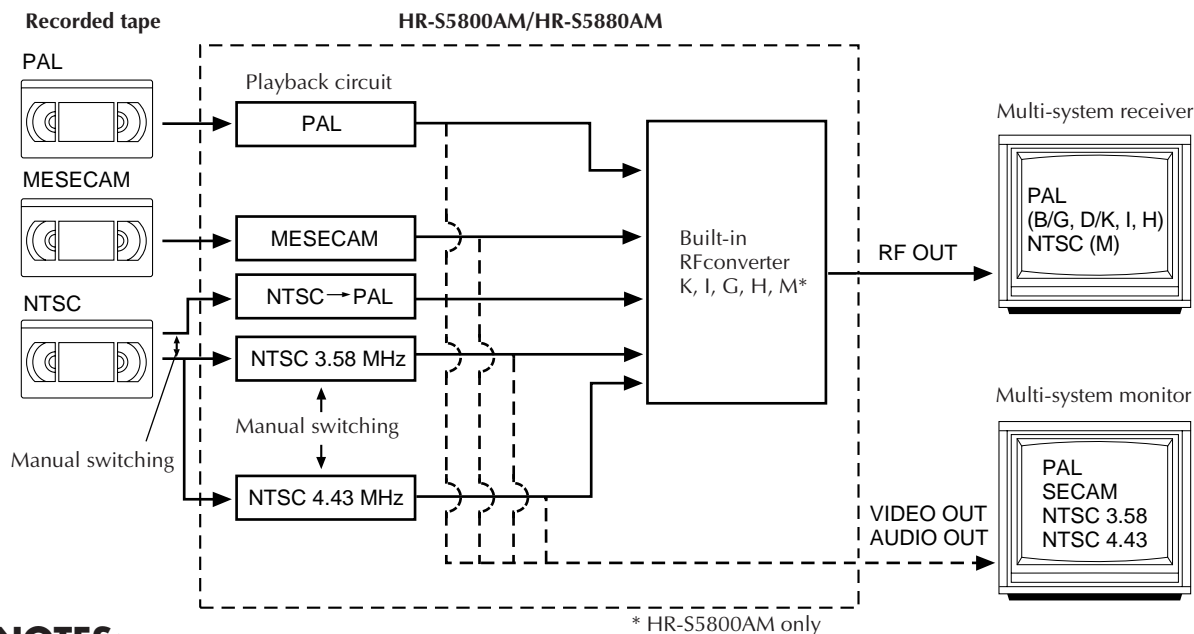 Recorded tape
HR-S5800AM/HR-S5880AM
PAL
Playback circuit
PAL
MESECAM
MESECAM
NTSC
NTSC→PAL
NTSC 3.58 MHz
Manual switching
Manual switching
NTSC 4.43 MHz
Built-in
RFconverter
K, I, G, H, M*
RF OUT
Multi-system receiver
PAL
(B/G, D/K, I, H)
NTSC (M)
Multi-system monitor
PAL
SECAM
NTSC 3.58
NTSC 4.43
VIDEO OUT
AUDIO OUT
* HR-S5800AM only
NOTES